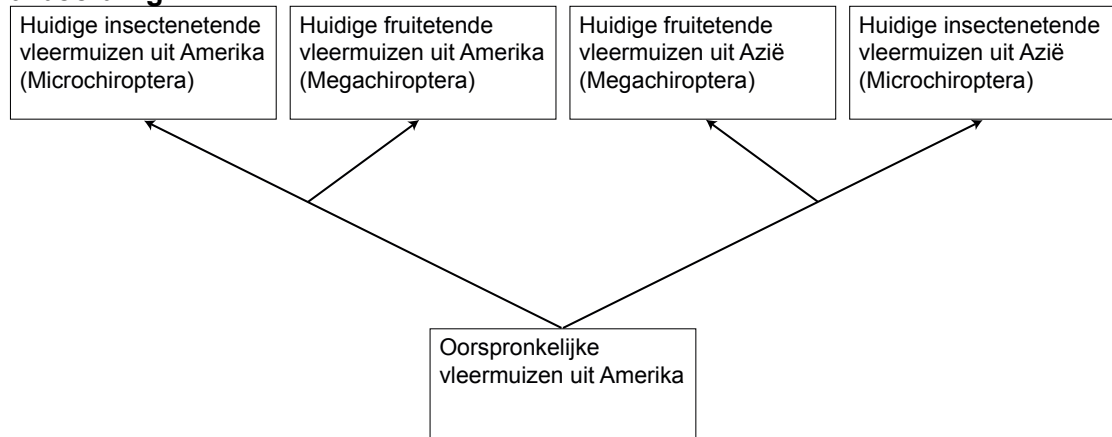 Huidige insectenetende
vleermuizen uit Amerika
(Microchiroptera)
Huidige fruitetende
vleermuizen uit Amerika
(Megachiroptera)
Huidige fruitetende
vleermuizen uit Azië
(Megachiroptera)
Huidige insectenetende
vleermuizen uit Azië
(Microchiroptera)
Oorspronkelijke
vleermuizen uit Amerika